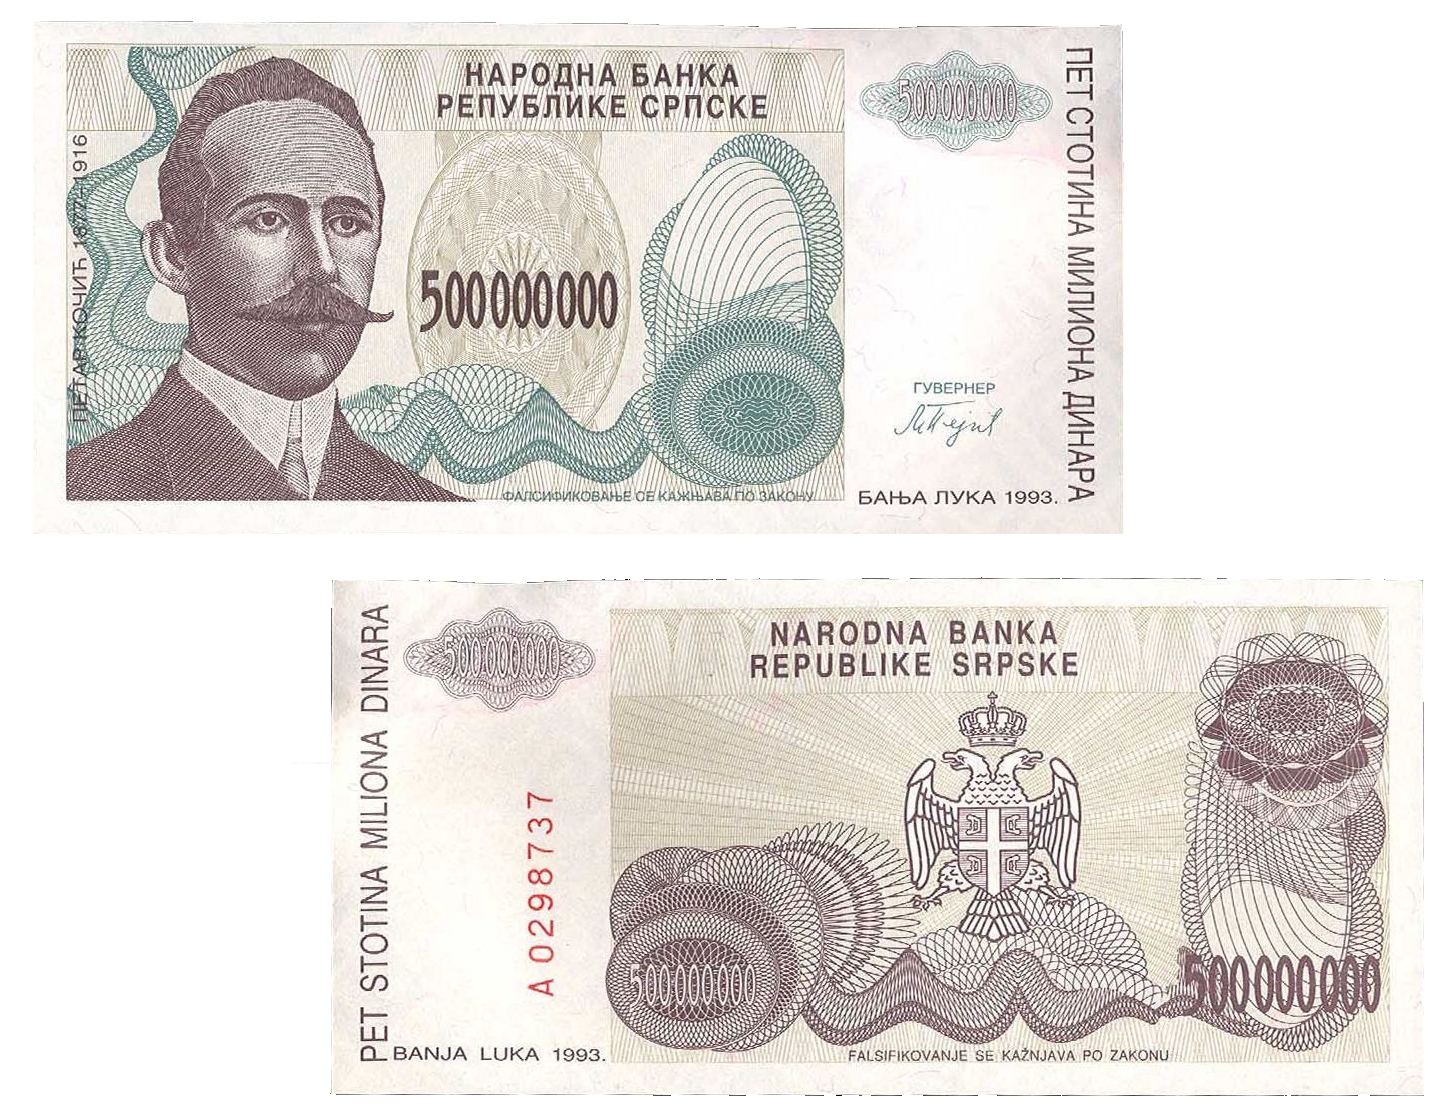 НАРОДНА БАНКА
РЕПУБЛИКЕ СРПСКЕ
500000000
ПЕТ СТОТИНА МИЛИОНА ДИНАРА
ПЕТАР КОЧИЋ 1877-1916
500000000
ГУВЕРНЕР
ФАЛСИФИКОВАЊЕ СЕ КАЖЊАВА ПО ЗАКОНУ
БАЊА ЛУКА 1993.
PET STOTINA MILIONA DINARA
500000000
NARODNA BANKA
REPUBLIKE SRPSKE
A 0298737
500000000
500000000
BANJA LUKA 1993.
FALSIFIKOVANJE SE KAŽNJAVA PO ZAKONU